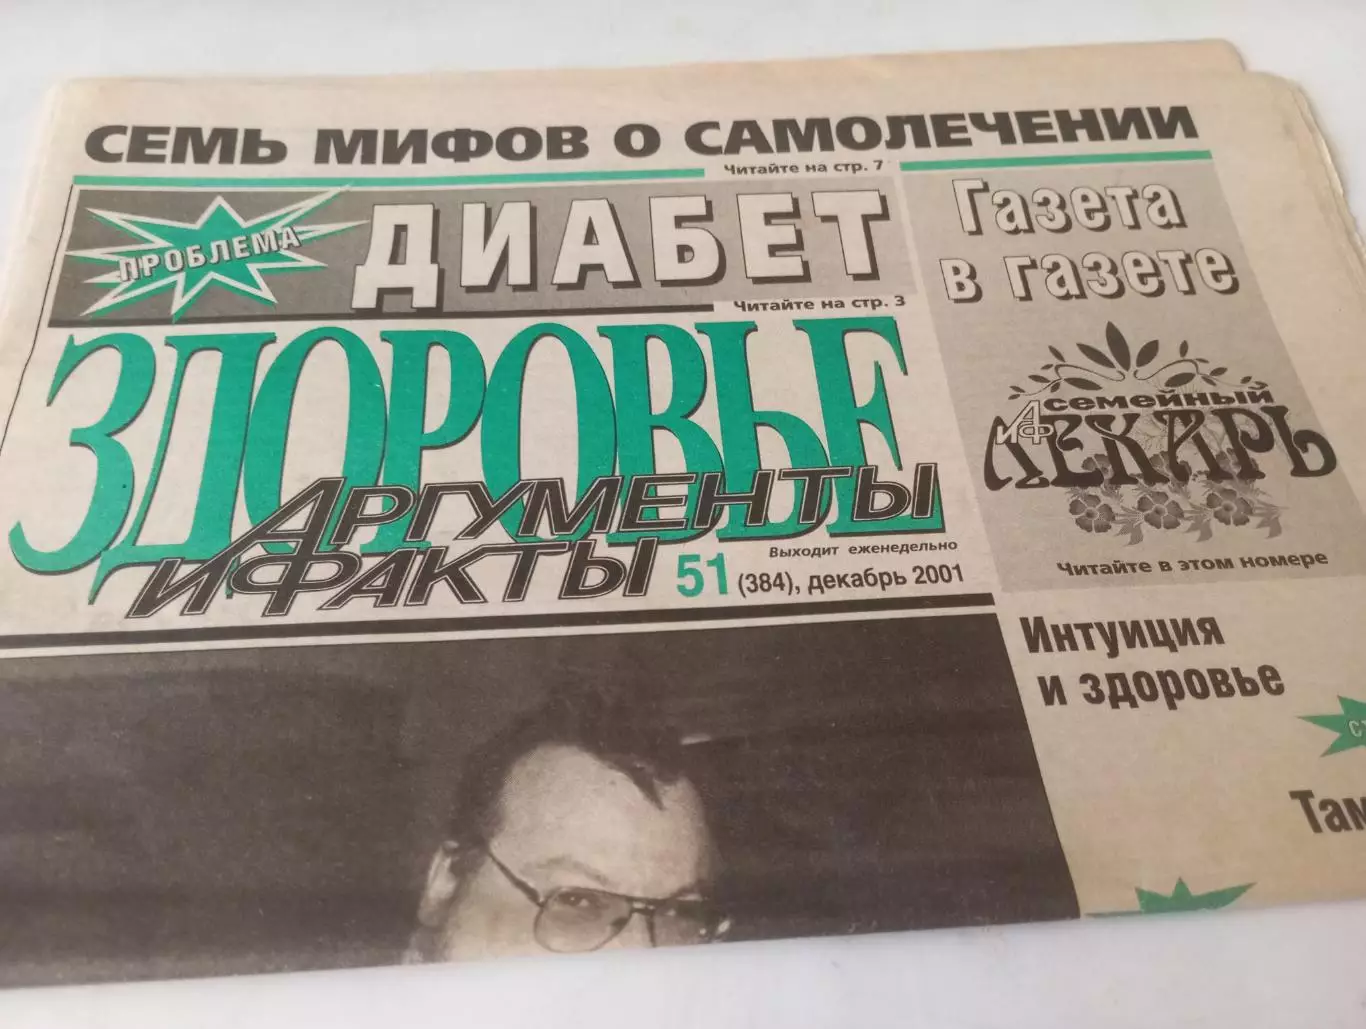 СЕМЬ МИФОВ О САМОЛЕЧЕНИИ
Читайте на стр. 7
ПРОБЛЕМА
ДИАБЕТ
Читайте на стр. 3
ЗДОРОВЬЕ
АРГУМЕНТЫ
И ФАКТЫ
Выходит еженедельно
51 (384), декабрь 2001
Газета
в газете
АиФ
семейный
ЛЕКАРЬ
Читайте в этом номере
Интуиция
и здоровье